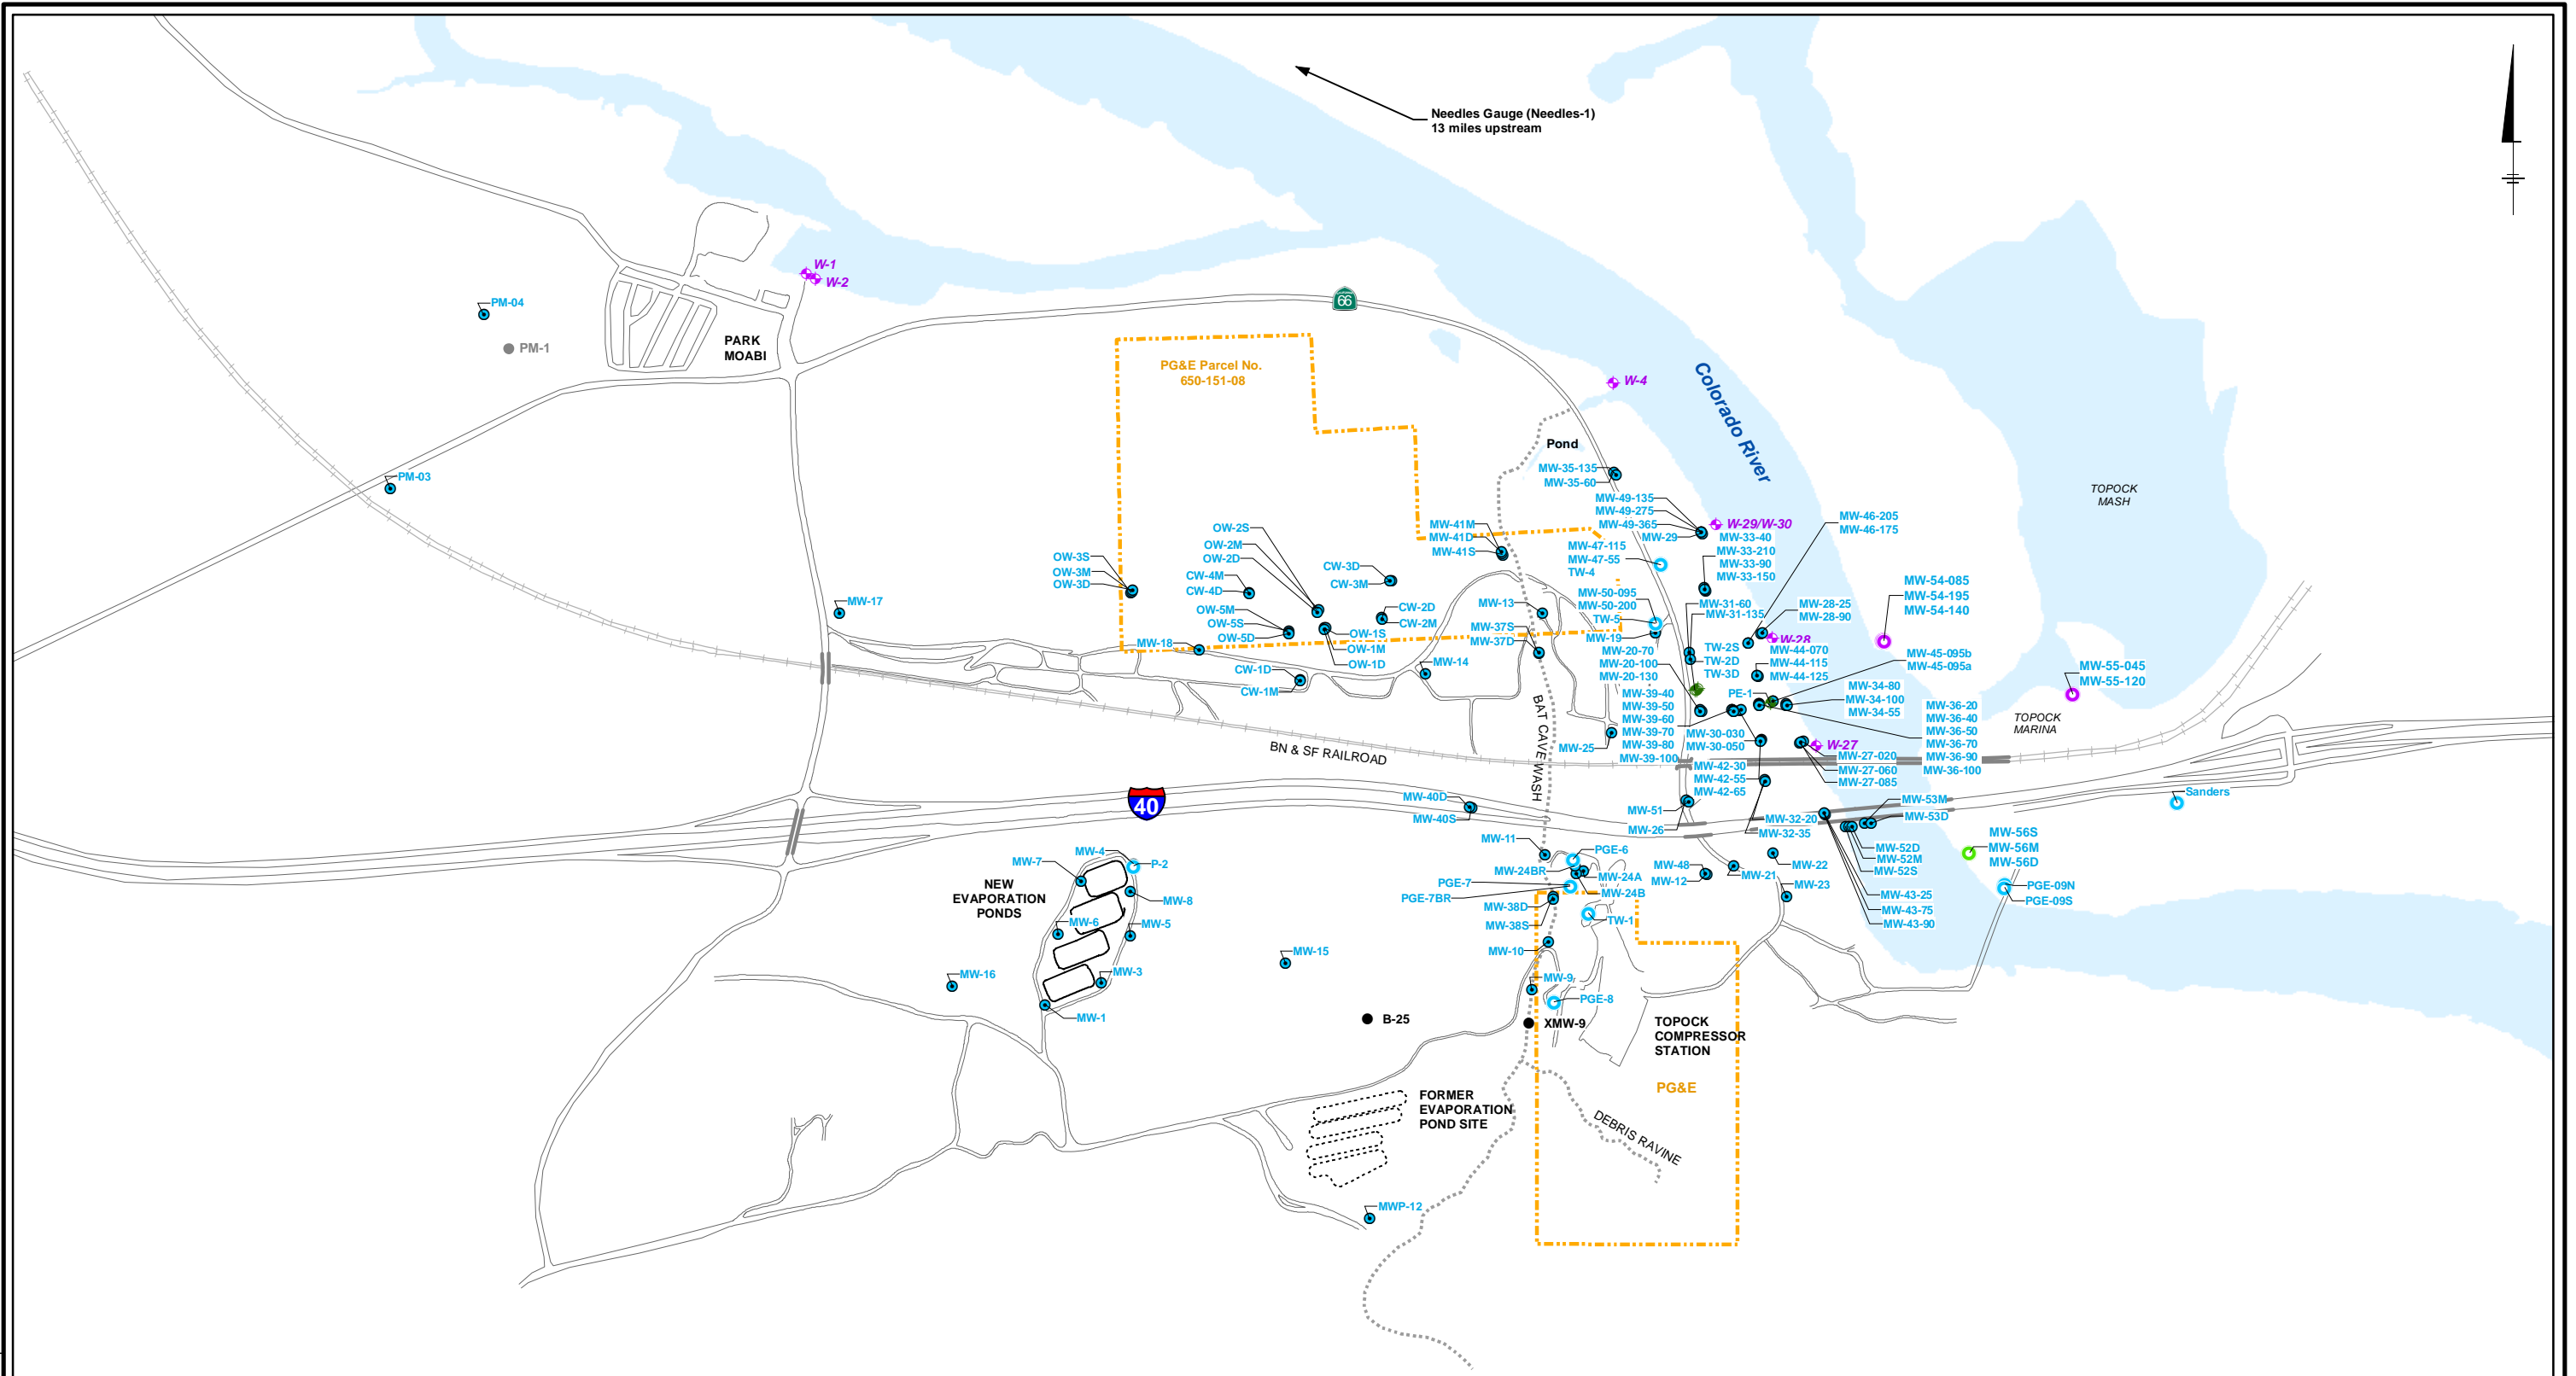 Needles Gauge (Needles-1)
13 miles upstream
W-1
W-2
PM-04
PM-1
PARK
MOABI
66
PG&E Parcel No.
650-151-08
W-4
Colorado River
Pond
TOPOCK
MASH
PM-03
MW-35-135
MW-35-60
MW-49-135
MW-49-275
MW-49-365
MW-29
W-29/W-30
MW-33-40
MW-33-210
MW-33-90
MW-33-150
MW-46-205
MW-46-175
MW-41M
MW-41D
MW-41S
MW-47-115
MW-47-55
TW-4
OW-2S
OW-2M
OW-2D
OW-3S
OW-3M
OW-3D
CW-4M
CW-4D
CW-3D
CW-3M
OW-5M
OW-5S
OW-5D
CW-2D
CW-2M
OW-1S
OW-1M
OW-1D
MW-17
MW-18
CW-1D
CW-1M
MW-14
MW-13
MW-37S
MW-37D
MW-50-095
MW-50-200
TW-5
MW-19
MW-31-60
MW-31-135
MW-28-25
MW-28-90
W-28
MW-54-085
MW-54-195
MW-54-140
MW-20-70
MW-20-100
MW-20-130
TW-2S
TW-2D
TW-3D
MW-44-070
MW-44-115
MW-44-125
MW-45-095b
MW-45-095a
MW-55-045
MW-55-120
MW-39-40
MW-39-50
MW-39-60
MW-39-70
MW-39-80
MW-39-100
PE-1
MW-34-80
MW-34-100
MW-34-55
MW-36-20
MW-36-40
MW-36-50
MW-36-70
MW-36-90
MW-36-100
TOPOCK
MARINA
BAT CAVE WASH
MW-25
MW-30-030
MW-30-050
W-27
MW-27-020
MW-27-060
MW-27-085
BN & SF RAILROAD
MW-42-30
MW-42-55
MW-42-65
40
MW-40D
MW-40S
MW-51
MW-26
MW-32-20
MW-32-35
MW-53M
MW-53D
Sanders
MW-11
PGE-6
MW-24BR
MW-24A
MW-24B
PGE-7
PGE-7BR
MW-48
MW-12
MW-21
MW-22
MW-23
MW-52D
MW-52M
MW-52S
MW-56S
MW-56M
MW-56D
PGE-09N
PGE-09S
MW-43-25
MW-43-75
MW-43-90
MW-4
P-2
MW-7
MW-8
NEW
EVAPORATION
PONDS
MW-6
MW-5
MW-3
MW-1
MW-16
MW-15
MW-38D
MW-38S
TW-1
MW-10
MW-9
PGE-8
B-25
XMW-9
TOPOCK
COMPRESSOR
STATION
PG&E
FORMER
EVAPORATION
POND SITE
DEBRIS RAVINE
MWP-12